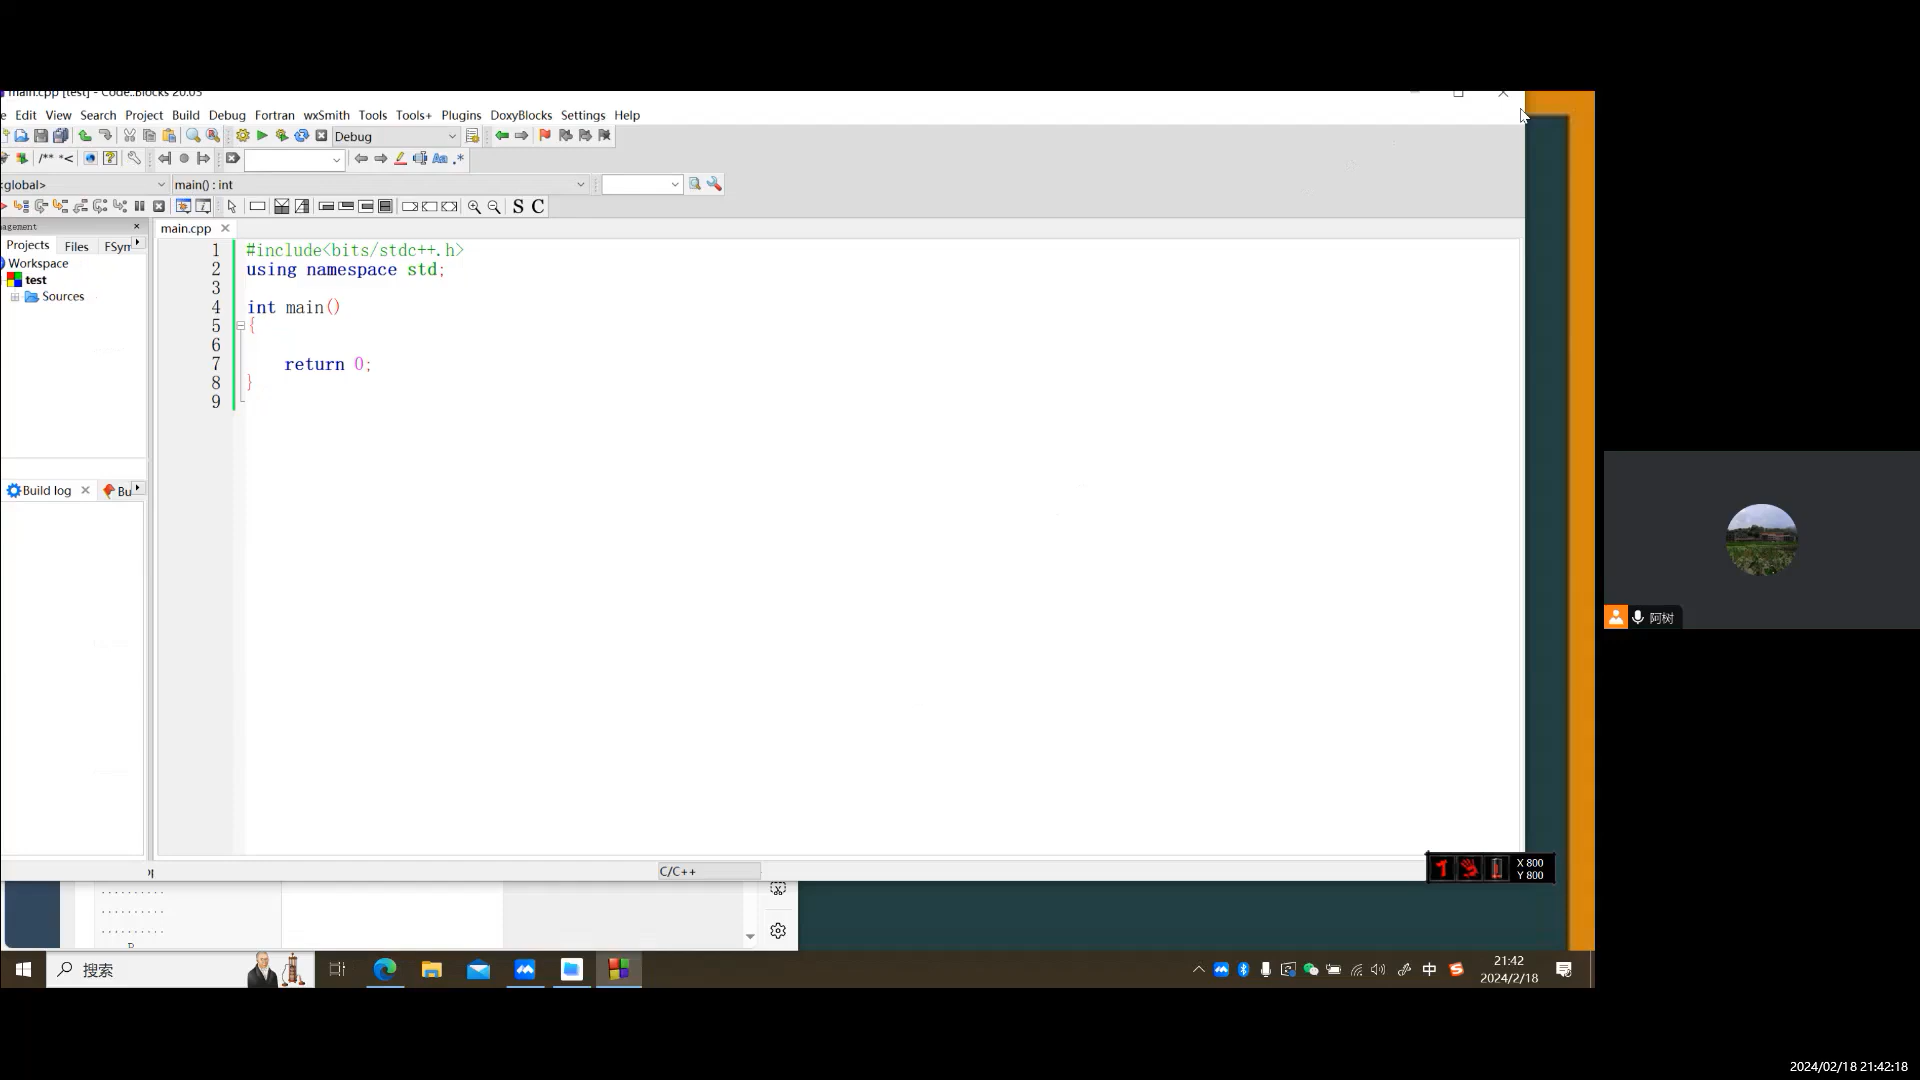 main.cpp [test] - Code::Blocks 20.03
Edit View Search Project Build Debug Fortran wxSmith Tools Tools+ Plugins DoxyBlocks Settings Help
Debug
/** *<
Aa .*
<global>
main() : int
S C
agement
main.cpp
Projects Files FSym
Workspace
test
Sources
1 #include<bits/stdc++.h>
2 using namespace std;
3
4 int main()
5 {
6
7 return 0;
8 }
9
Build log
Bu
C/C++
X 800
Y 800
搜索
中
21:42
2024/2/18
阿树
2024/02/18 21:42:18